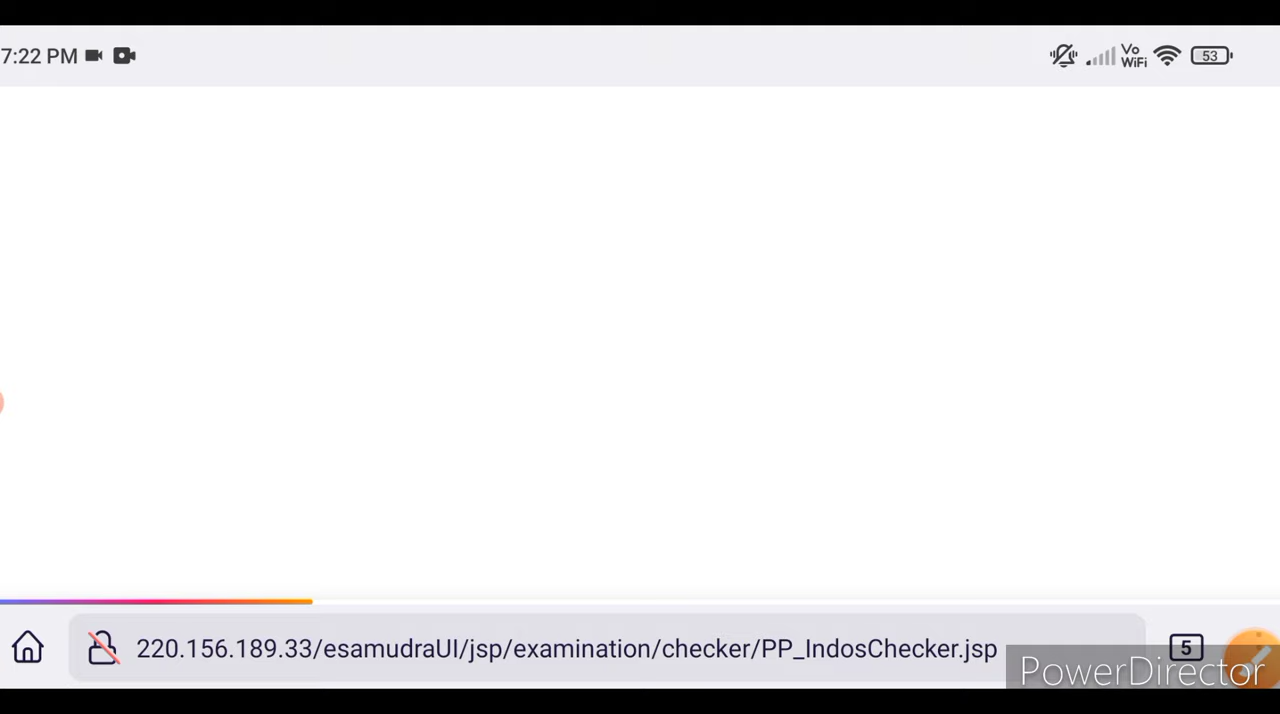 7:22 PM
Vo
WiFi
53
220.156.189.33/esamudraUI/jsp/examination/checker/PP_IndosChecker.jsp
5
PowerDirector